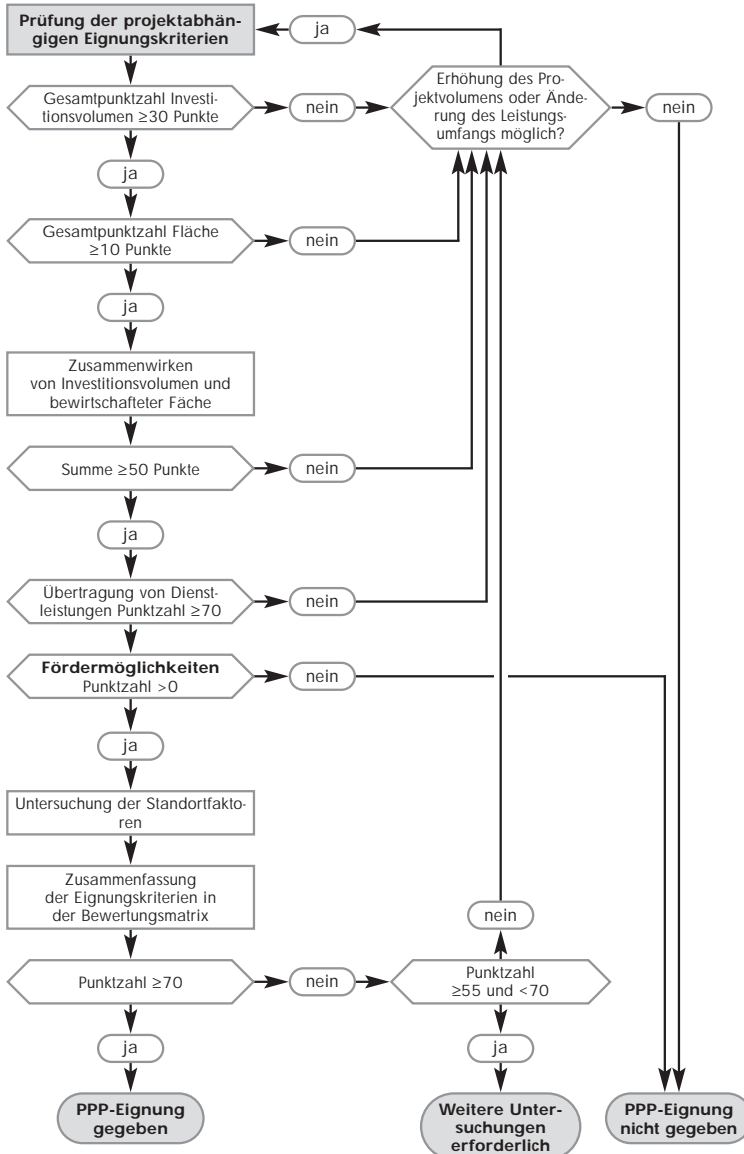 Prüfung der projektabhän-
gigen Eignungskriterien
ja
Gesamtpunktzahl Investi-
tionsvolumen ≥30 Punkte
nein
Erhöhung des Pro-
jektvolumens oder Ände-
rung des Leistungs-
umfangs möglich?
nein
ja
Gesamtpunktzahl Fläche
≥10 Punkte
nein
ja
Zusammenwirken
von Investitionsvolumen und
bewirtschafteter Fäche
Summe ≥50 Punkte
nein
ja
Übertragung von Dienst-
leistungen Punktzahl ≥70
nein
Fördermöglichkeiten
Punktzahl >0
nein
ja
Untersuchung der Standortfakto-
ren
Zusammenfassung
der Eignungskriterien in
der Bewertungsmatrix
nein
Punktzahl ≥70
nein
Punktzahl
≥55 und <70
ja
ja
PPP-Eignung
gegeben
Weitere Unter-
suchungen
erforderlich
PPP-Eignung
nicht gegeben